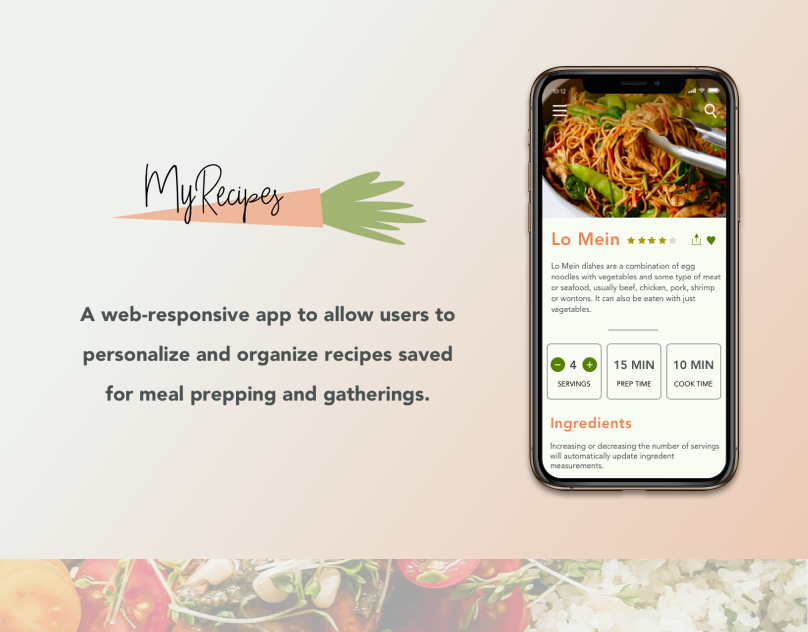 MyRecipes
A web-responsive app to allow users to
personalize and organize recipes saved
for meal prepping and gatherings.
10:12
Lo Mein
Lo Mein dishes are a combination of egg
noodles with vegetables and some type of meat
or seafood, usually beef, chicken, pork, shrimp
or wontons. It can also be eaten with just
vegetables.
4
SERVINGS
15 MIN
PREP TIME
10 MIN
COOK TIME
Ingredients
Increasing or decreasing the number of servings
will automatically update ingredent
measurements.